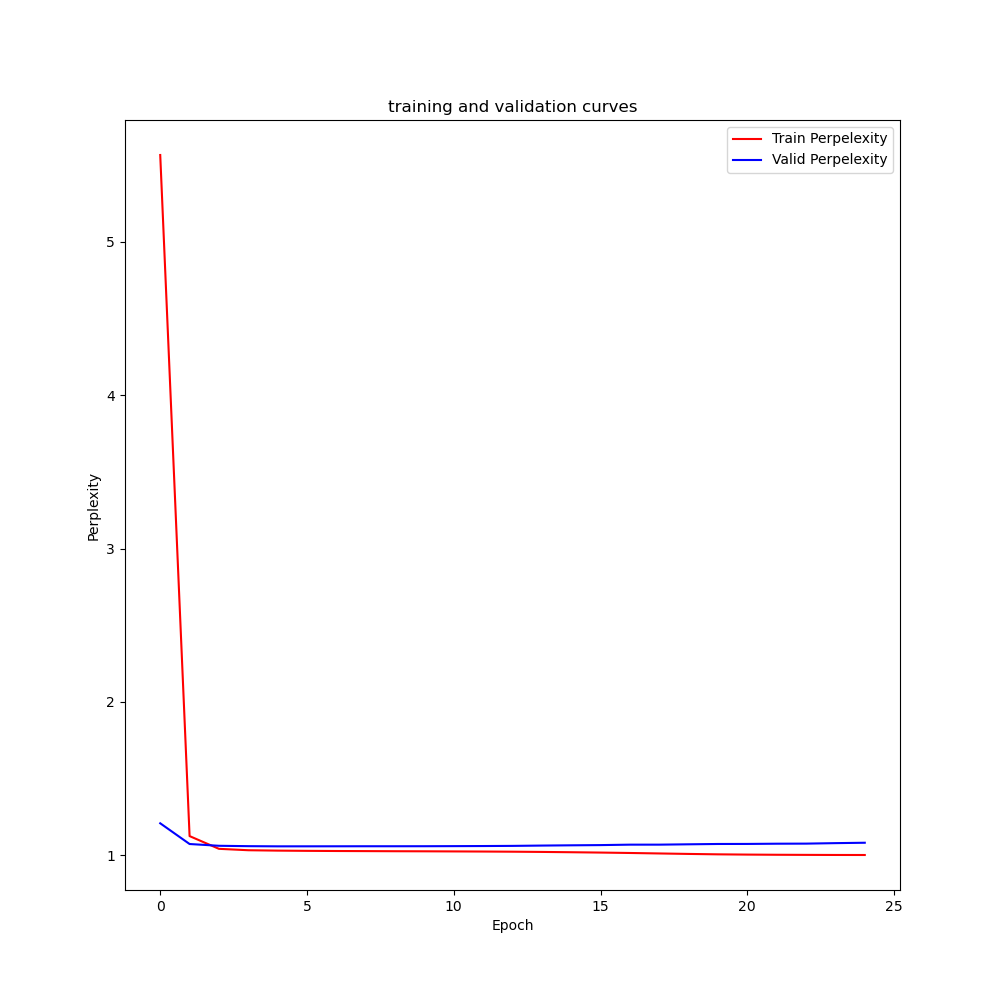 training and validation curves
Train Perpelexity
Valid Perpelexity
5
4
3
2
1
Perplexity
0 5 10 15 20 25
Epoch